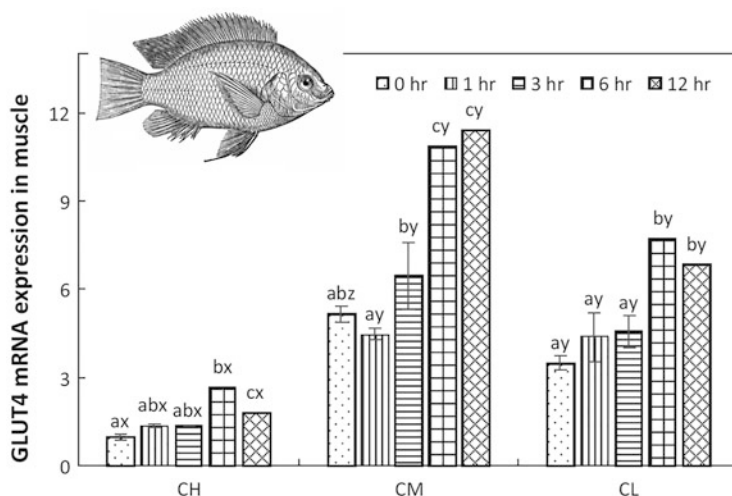 GLUT4 mRNA expression in muscle
0 hr 1 hr 3 hr 6 hr 12 hr
12
9
6
3
0
ax abx abx bx cx
abz ay by cy cy
ay ay ay by by
CH CM CL